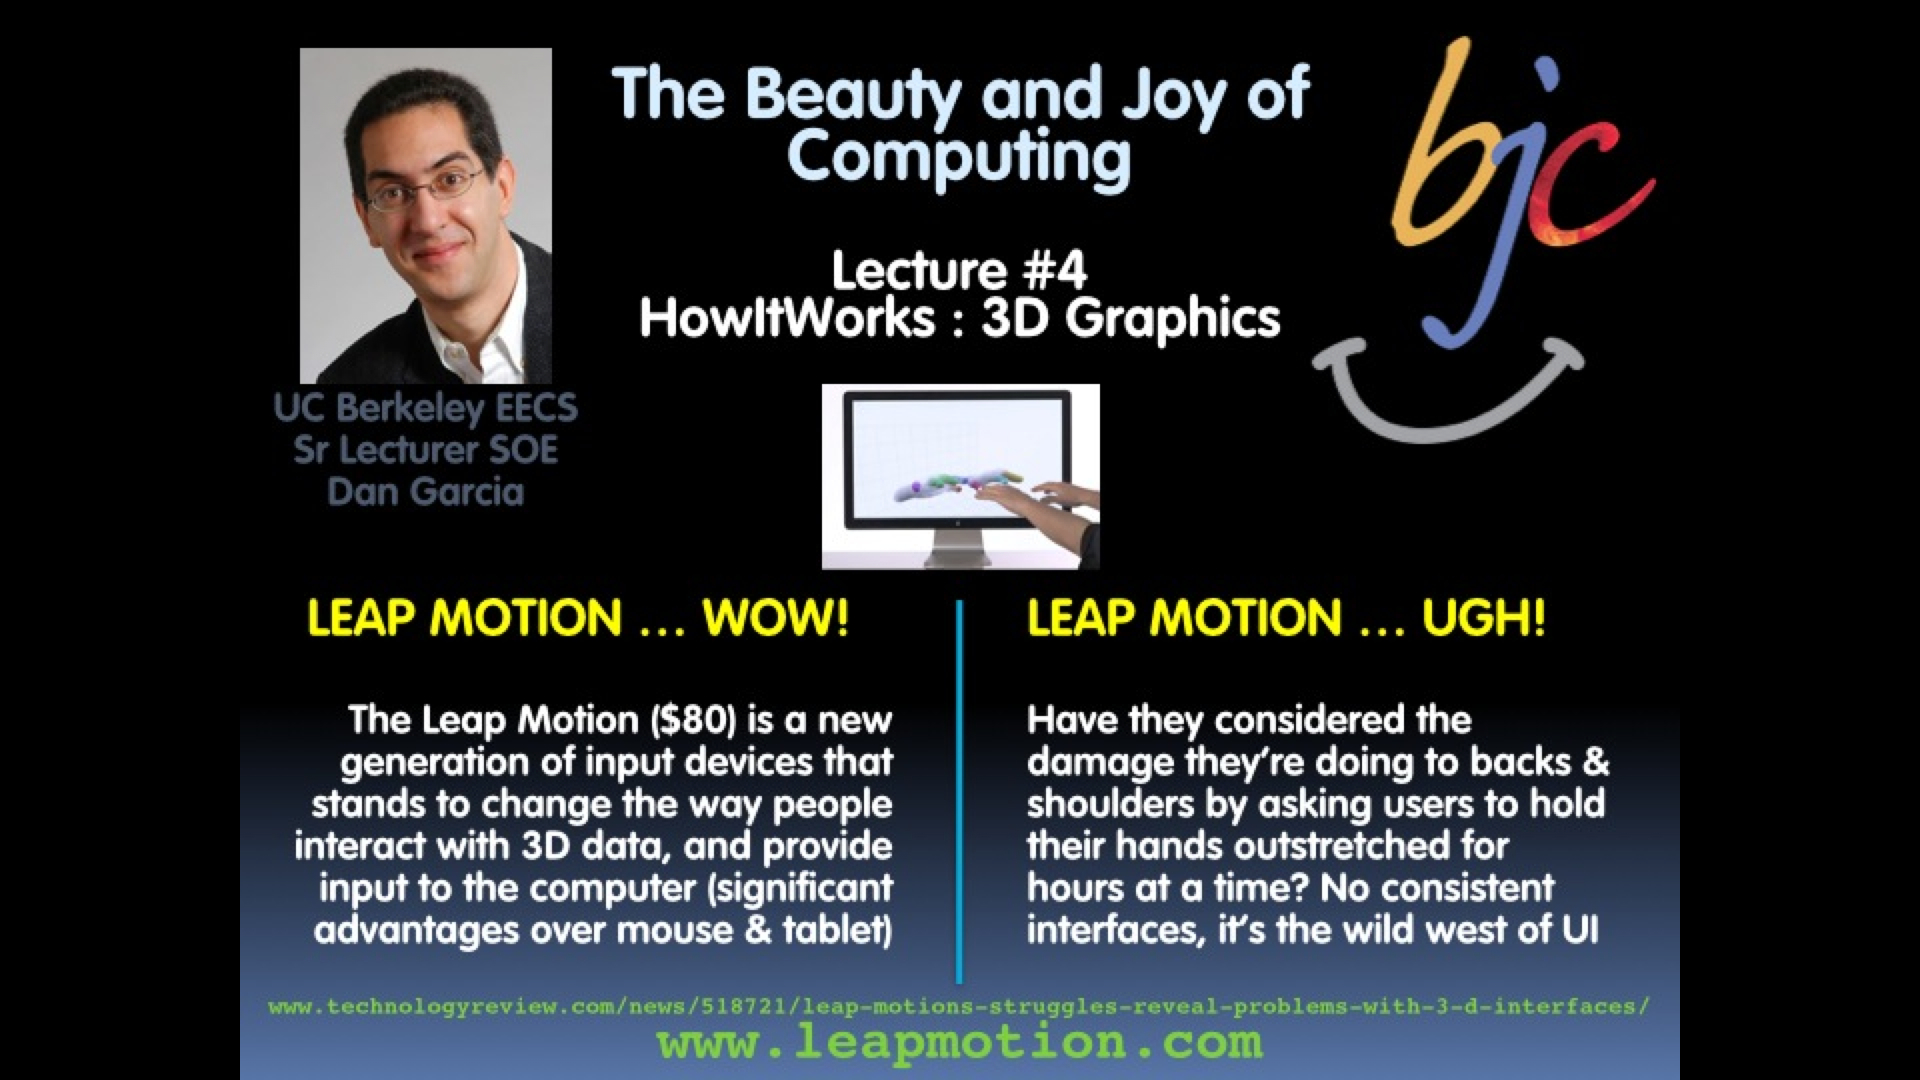 The Beauty and Joy of
Computing
bjc
Lecture #4
HowItWorks : 3D Graphics
UC Berkeley EECS
Sr Lecturer SOE
Dan Garcia
LEAP MOTION … WOW!
The Leap Motion ($80) is a new
generation of input devices that
stands to change the way people
interact with 3D data, and provide
input to the computer (significant
advantages over mouse & tablet)
LEAP MOTION … UGH!
Have they considered the
damage they’re doing to backs &
shoulders by asking users to hold
their hands outstretched for
hours at a time? No consistent
interfaces, it’s the wild west of UI
www.technologyreview.com/news/518721/leap-motions-struggles-reveal-problems-with-3-d-interfaces/
www.leapmotion.com